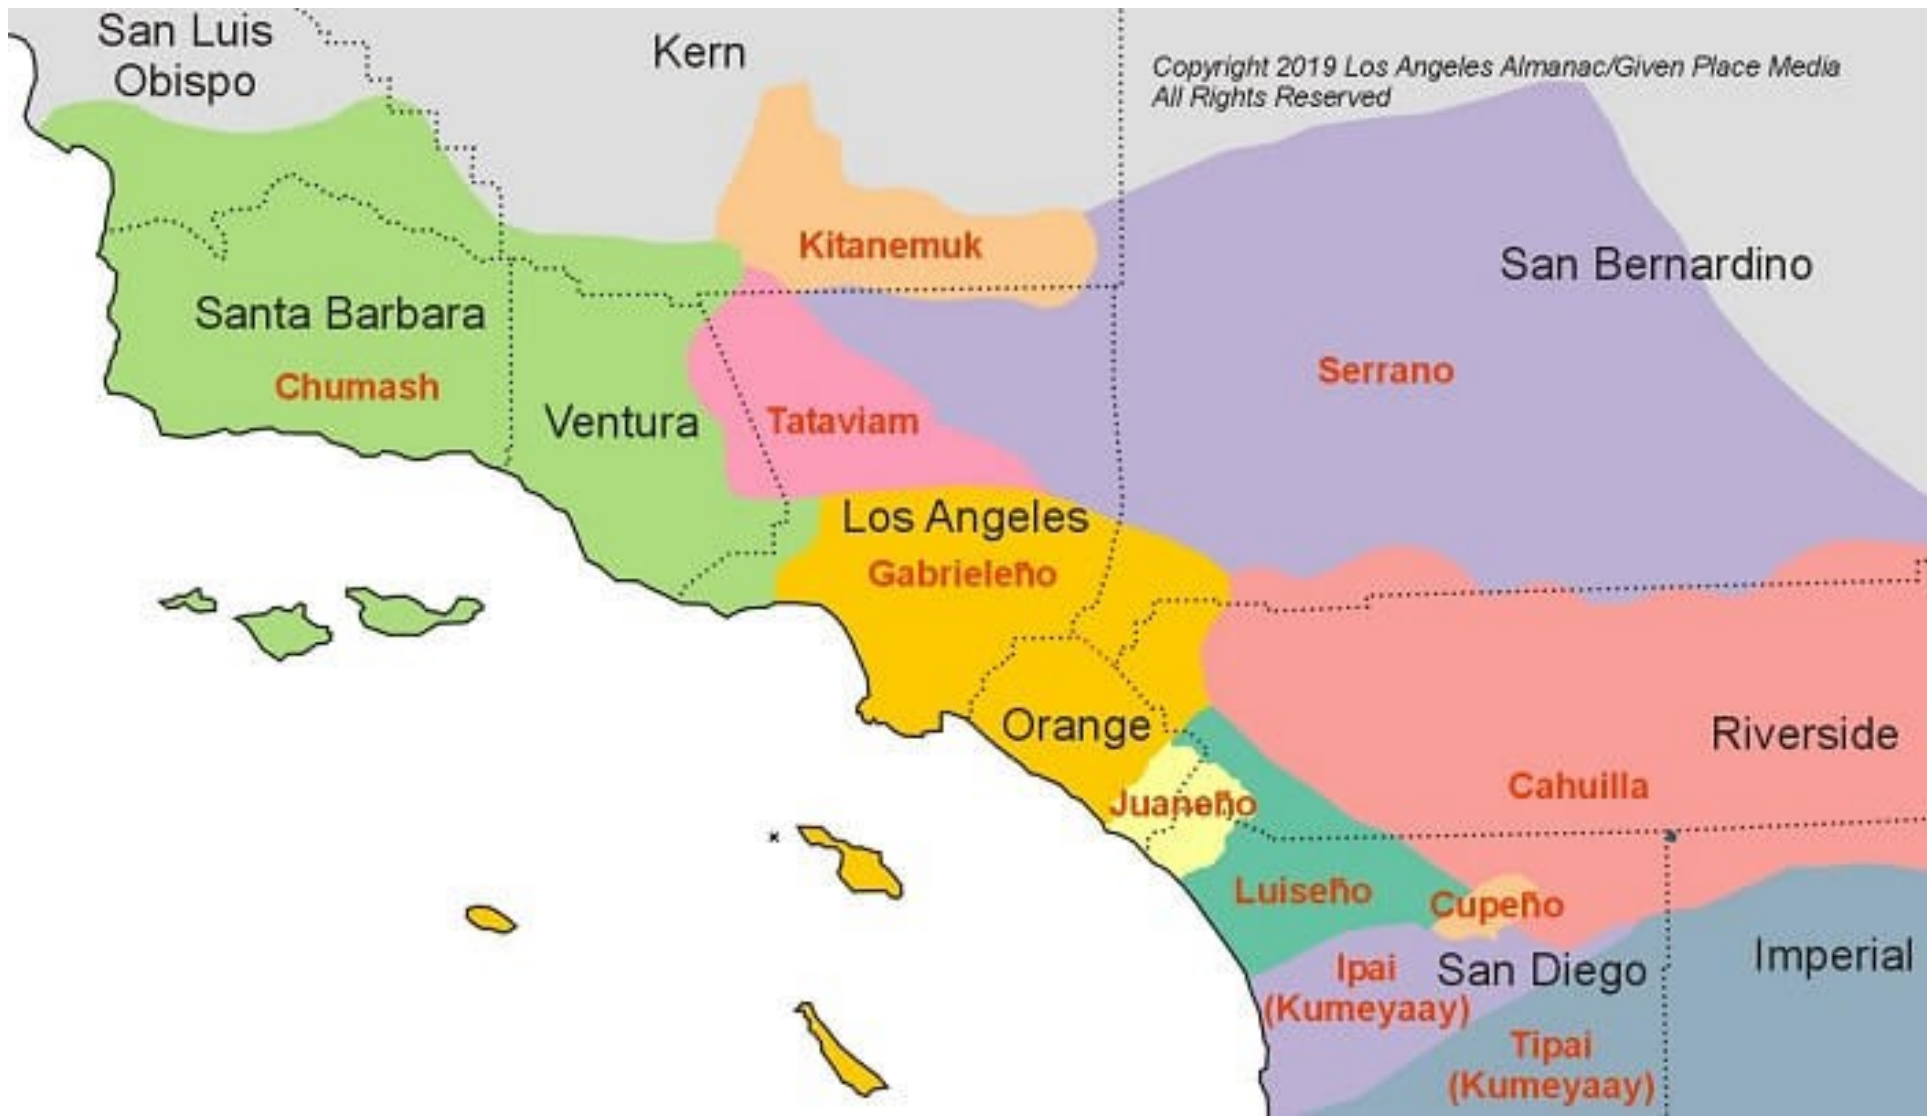 San Luis
Obispo
Kern
Copyright 2019 Los Angeles Almanac/Given Place Media
All Rights Reserved
Kitanemuk
San Bernardino
Santa Barbara
Chumash
Ventura
Tataviam
Serrano
Los Angeles
Gabrieleño
Orange
Riverside
Juaneño
Cahuilla
Luiseño
Cupeño
Ipai
(Kumeyaay)
San Diego
Imperial
Tipai
(Kumeyaay)